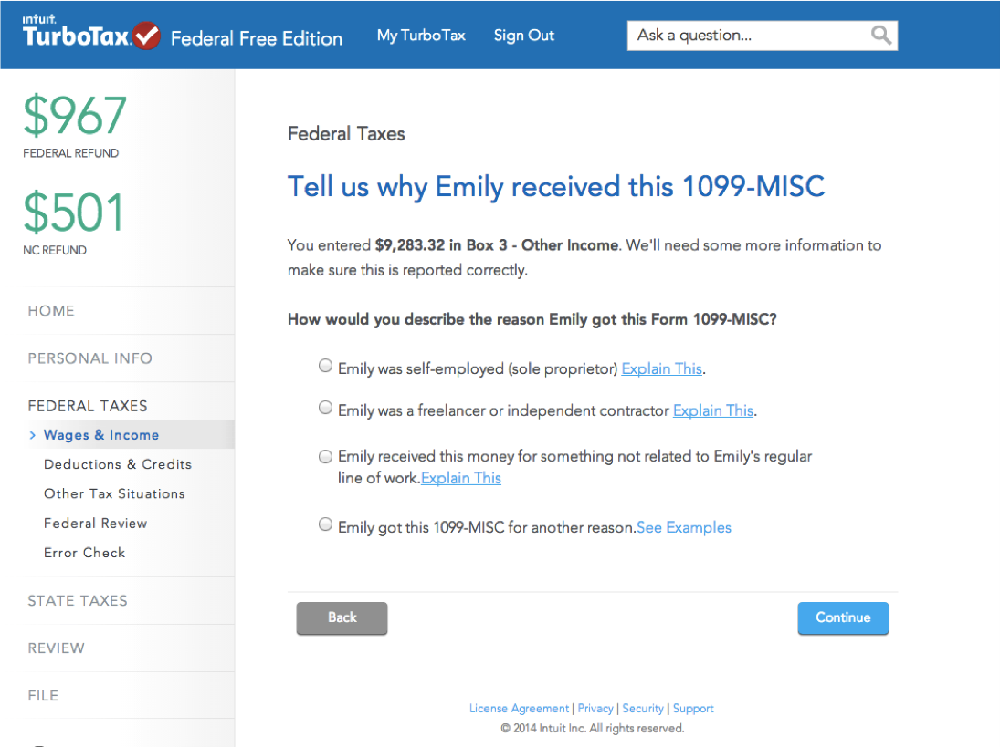 intuit.
TurboTax. Federal Free Edition My TurboTax Sign Out Ask a question...
$967
FEDERAL REFUND
$501
NC REFUND
HOME
PERSONAL INFO
FEDERAL TAXES
Wages & Income
Deductions & Credits
Other Tax Situations
Federal Review
Error Check
STATE TAXES
REVIEW
FILE
Federal Taxes
Tell us why Emily received this 1099-MISC
You entered $9,283.32 in Box 3 - Other Income. We'll need some more information to
make sure this is reported correctly.
How would you describe the reason Emily got this Form 1099-MISC?
Emily was self-employed (sole proprietor) Explain This.
Emily was a freelancer or independent contractor Explain This.
Emily received this money for something not related to Emily's regular
line of work.Explain This
Emily got this 1099-MISC for another reason.See Examples
Back
Continue
License Agreement | Privacy | Security | Support
© 2014 Intuit Inc. All rights reserved.